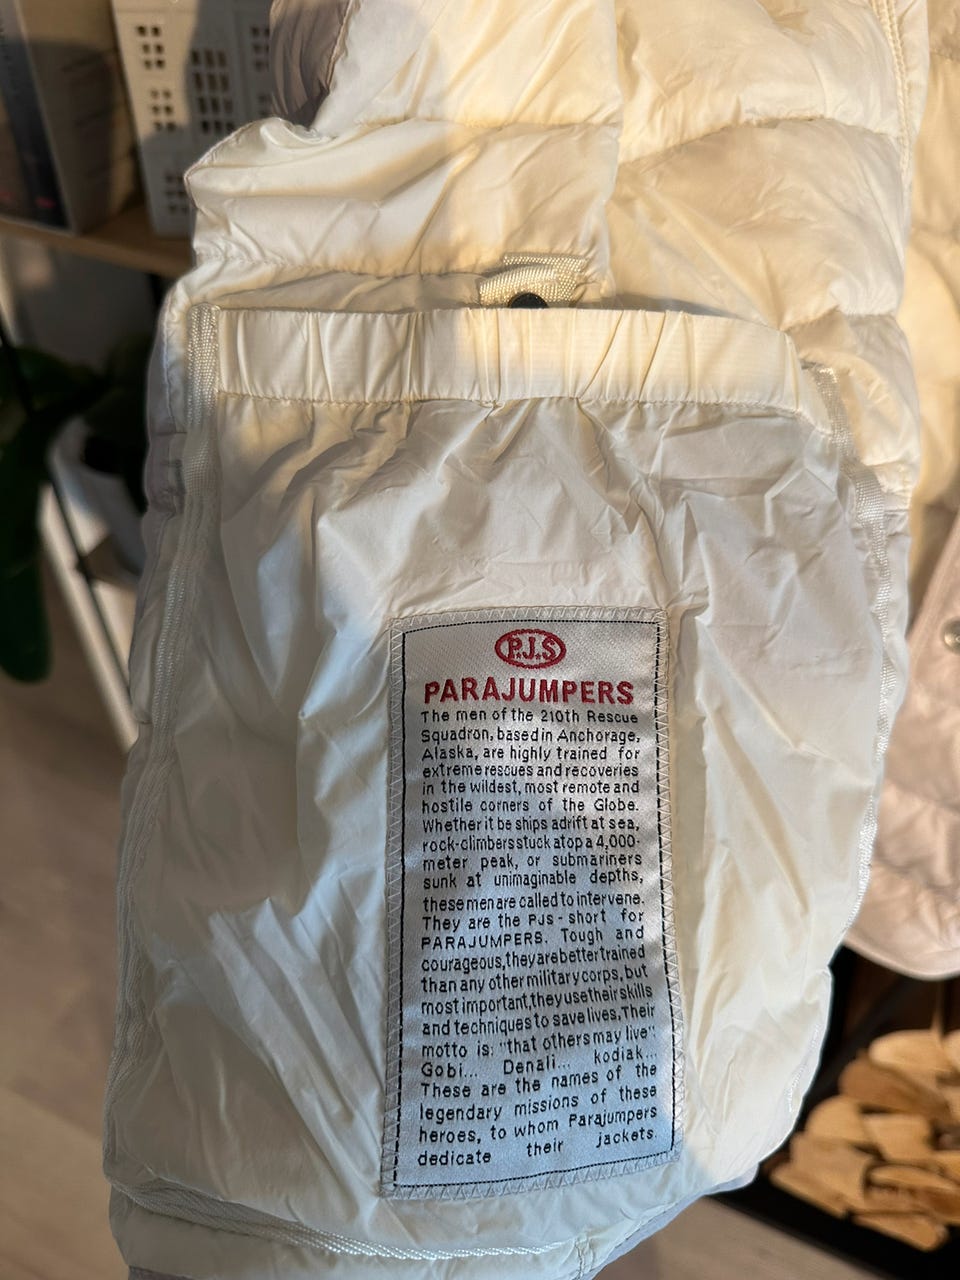 P.J.S
PARAJUMPERS
The men of the 210th Rescue
Squadron, based in Anchorage,
Alaska, are highly trained for
extreme rescues and recoveries
in the wildest, most remote and
hostile corners of the Globe.
Whether it be ships adrift at sea,
rock-climbers stuck atop a 4,000-
meter peak, or submariners
sunk at unimaginable depths,
these men are called to intervene.
They are the PJs - short for
PARAJUMPERS. Tough and
courageous, they are better trained
than any other military corps, but
most important, they use their skills
and techniques to save lives. Their
motto is: "that others may live":
Gobi... Denali... kodiak...
These are the names of the
legendary missions of these
heroes, to whom Parajumpers
dedicate their jackets.